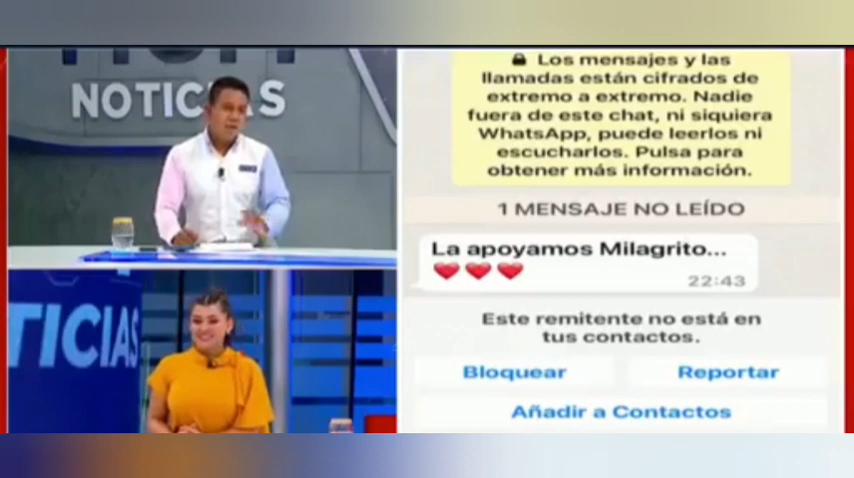 NOTICIAS
TICIAS
Los mensajes y las
llamadas están cifrados de
extremo a extremo. Nadie
fuera de este chat, ni siquiera
WhatsApp, puede leerlos ni
escucharlos. Pulsa para
obtener más información.
1 MENSAJE NO LEÍDO
La apoyamos Milagrito...
❤️❤️❤️
22:43
Este remitente no está en
tus contactos.
Bloquear
Reportar
Añadir a Contactos